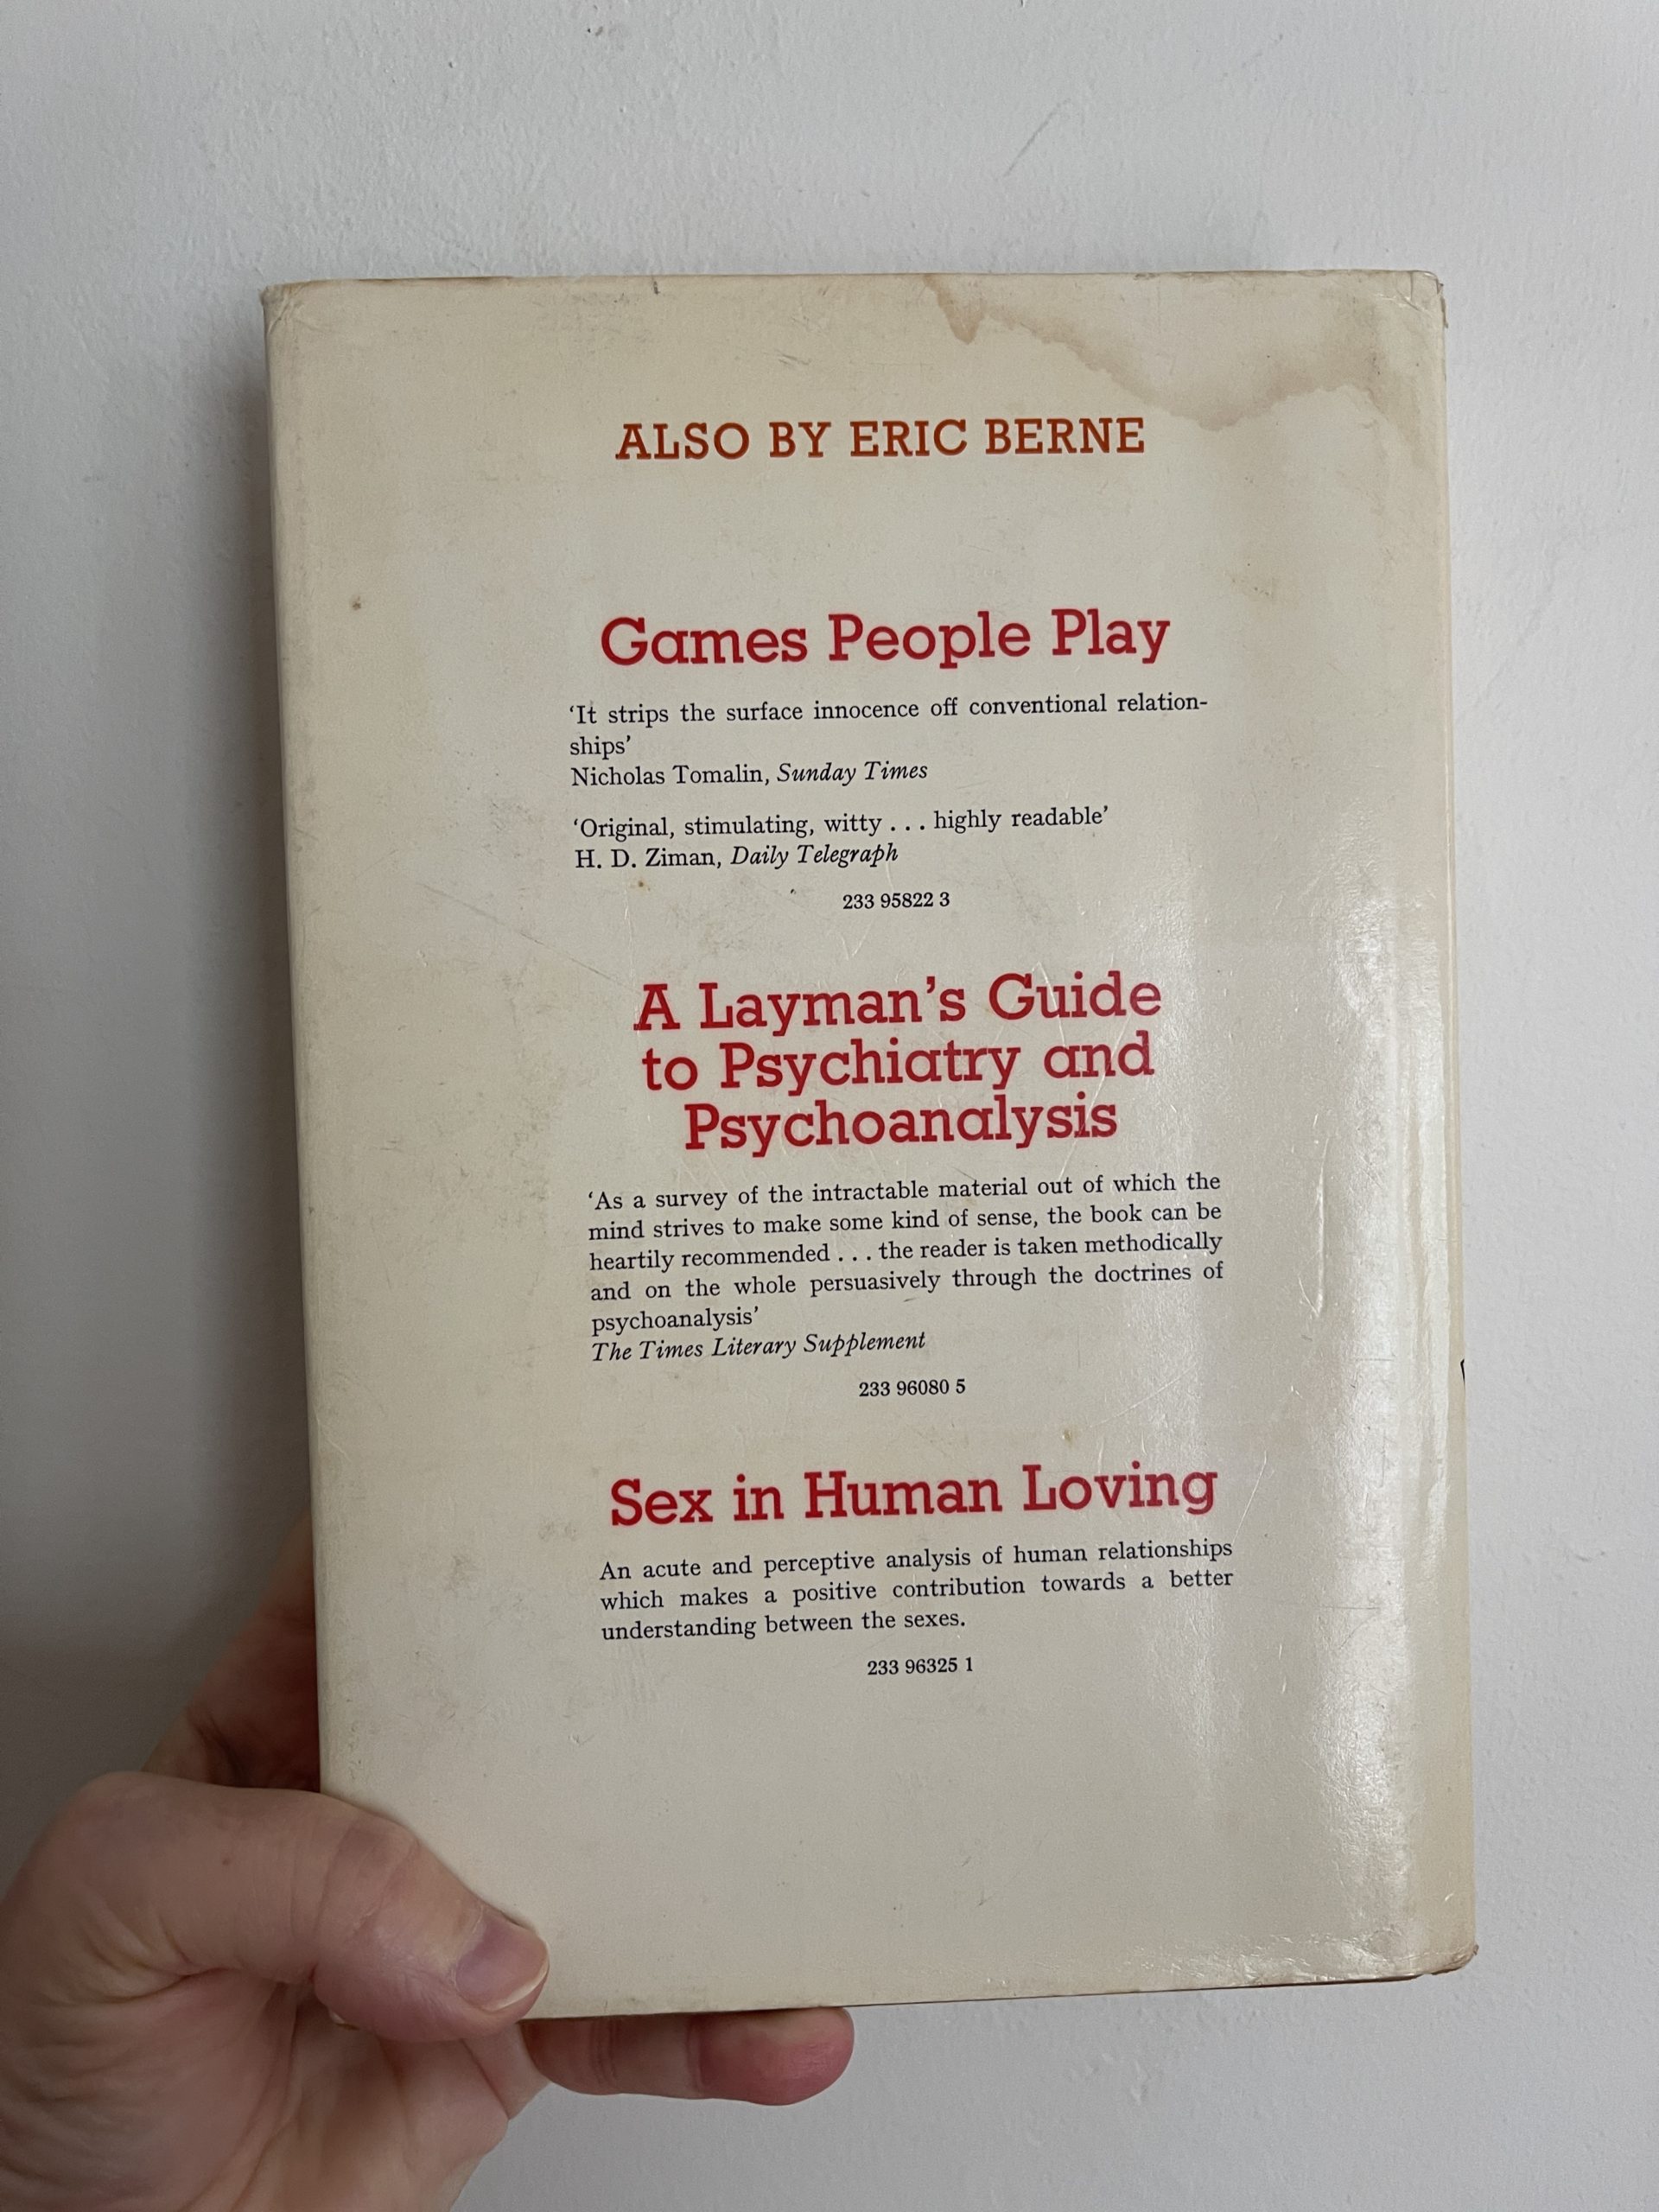 ALSO BY ERIC BERNE
Games People Play
‘It strips the surface innocence off conventional relation-
ships’
Nicholas Tomalin, Sunday Times
‘Original, stimulating, witty . . . highly readable’
H. D. Ziman, Daily Telegraph
233 95822 3
A Layman’s Guide
to Psychiatry and
Psychoanalysis
‘As a survey of the intractable material out of which the
mind strives to make some kind of sense, the book can be
heartily recommended . . . the reader is taken methodically
and on the whole persuasively through the doctrines of
psychoanalysis’
The Times Literary Supplement
233 96080 5
Sex in Human Loving
An acute and perceptive analysis of human relationships
which makes a positive contribution towards a better
understanding between the sexes.
233 96325 1